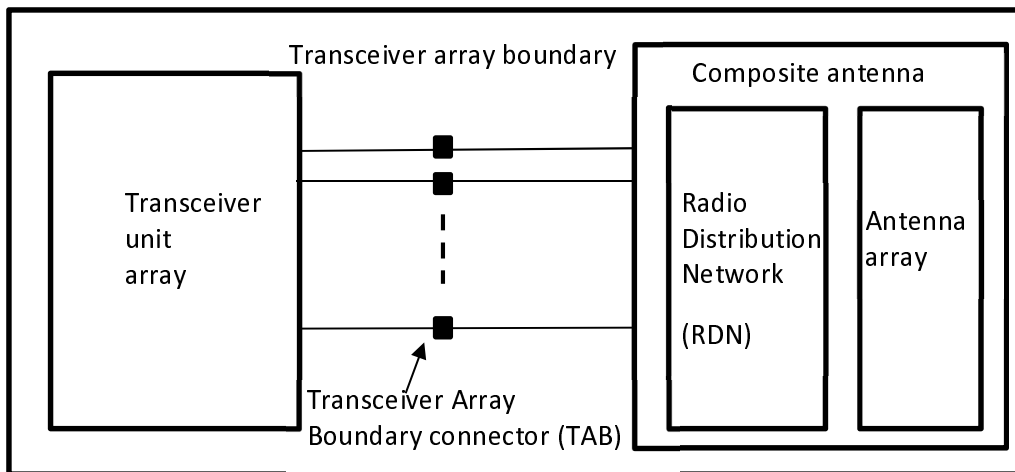 Transceiver array boundary
Composite antenna
Transceiver
unit
array
Radio
Distribution
Network
(RDN)
Antenna
array
Transceiver Array
Boundary connector (TAB)